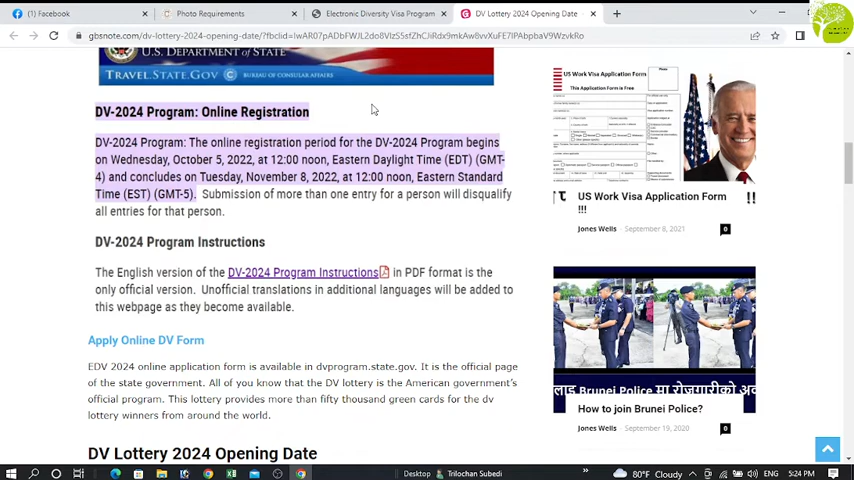 Facebook
Photo Requirements
Electronic Diversity Visa Program
DV Lottery 2024 Opening Date
gbsnote.com/dv-lottery-2024-opening-date/?fbclid=IwAR07pADbFWJL2do8VIzS5sfZhCJiRdx9mkAw8vvXuFE7IPAbpbaV9WzvkRo
U.S. DEPARTMENT of STATE
TRAVEL.STATE.GOV
BUREAU OF CONSULAR AFFAIRS
DV-2024 Program: Online Registration
DV-2024 Program: The online registration period for the DV-2024 Program begins
on Wednesday, October 5, 2022, at 12:00 noon, Eastern Daylight Time (EDT) (GMT-
4) and concludes on Tuesday, November 8, 2022, at 12:00 noon, Eastern Standard
Time (EST) (GMT-5). Submission of more than one entry for a person will disqualify
all entries for that person.
DV-2024 Program Instructions
The English version of the DV-2024 Program Instructions in PDF format is the
only official version. Unofficial translations in additional languages will be added to
this webpage as they become available.
Apply Online DV Form
EDV 2024 online application form is available in dvprogram.state.gov. It is the official page
of the state government. All of you know that the DV lottery is the American government's
official program. This lottery provides more than fifty thousand green cards for the dv
lottery winners from around the world.
DV Lottery 2024 Opening Date
US Work Visa Application Form
This Application Form is Free
US Work Visa Application Form
!!!
!!
Jones Wells - September 8, 2021
0
Brunei Police मा रोजगारीको
How to join Brunei Police?
Jones Wells - September 19, 2020
0
Desktop
Trilochan Subedi
80°F Cloudy
ENG
5:24 PM